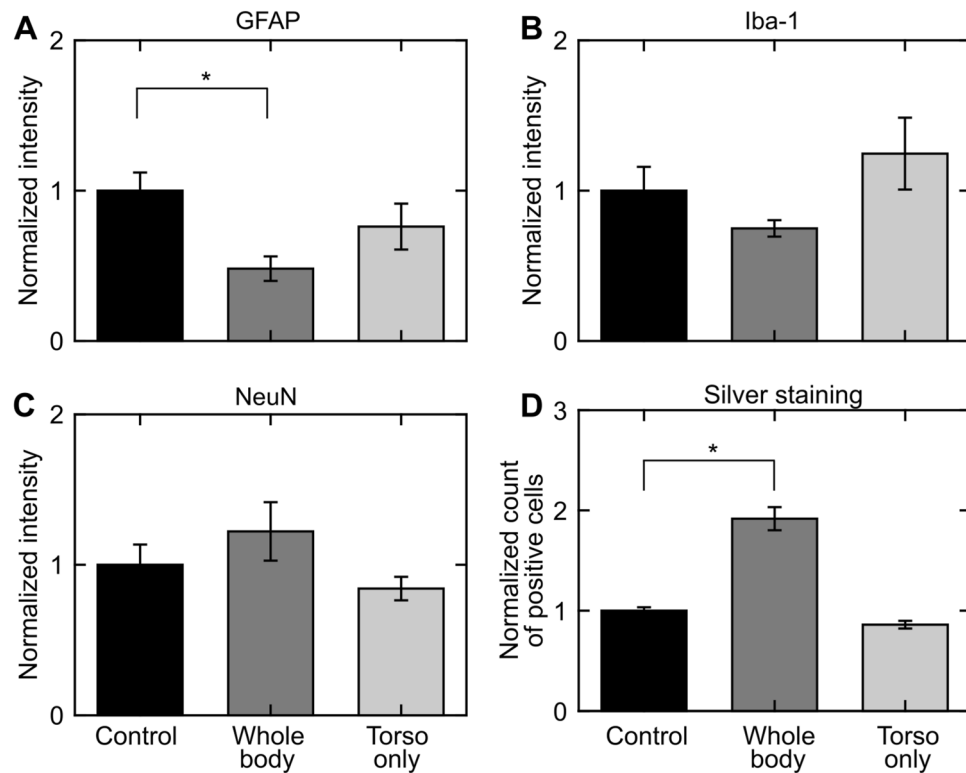 A
GFAP
2
1
0
Normalized intensity
*
B
Iba-1
2
1
0
Normalized intensity
C
NeuN
2
1
0
Normalized intensity
Control
Whole
body
Torso
only
D
Silver staining
3
2
1
0
Normalized count
of positive cells
*
Control
Whole
body
Torso
only